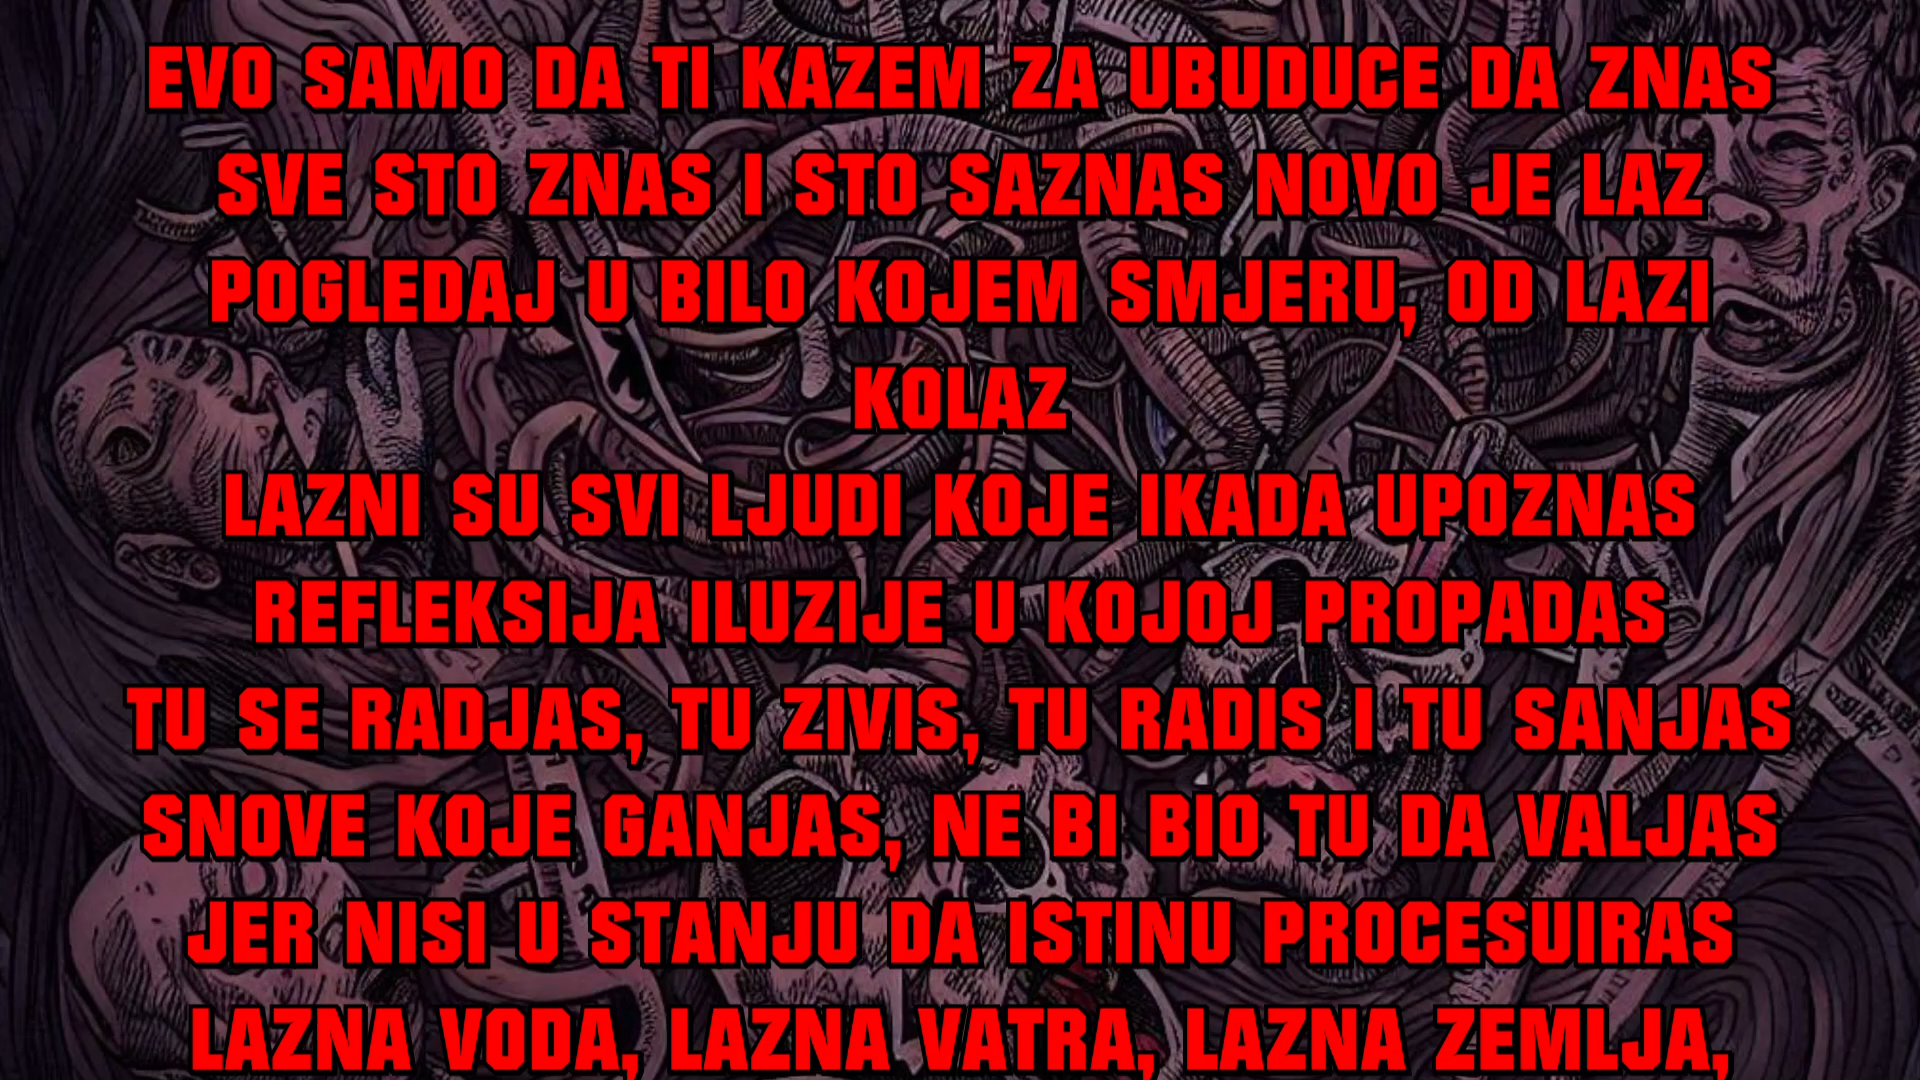 EVO SAMO DA TI KAZEM ZA UBUDUCE DA ZNAS
SVE STO ZNAS I STO SAZNAS NOVO JE LAZ
POGLEDAJ U BILO KOJEM SMJERU, OD LAZI
KOLAZ
LAZNI SU SVI LJUDI KOJE IKADA UPOZNAS
REFLEKSIJA ILUZIJE U KOJOJ PROPADAS
TU SE RADJAS, TU ZIVIS, TU RADIS I TU SANJAS
SNOVE KOJE GANJAS, NE BI BIO TU DA VALJAS
JER NISI U STANJU DA ISTINU PROCESUIRAS
LAZNA VODA, LAZNA VATRA, LAZNA ZEMLJA,